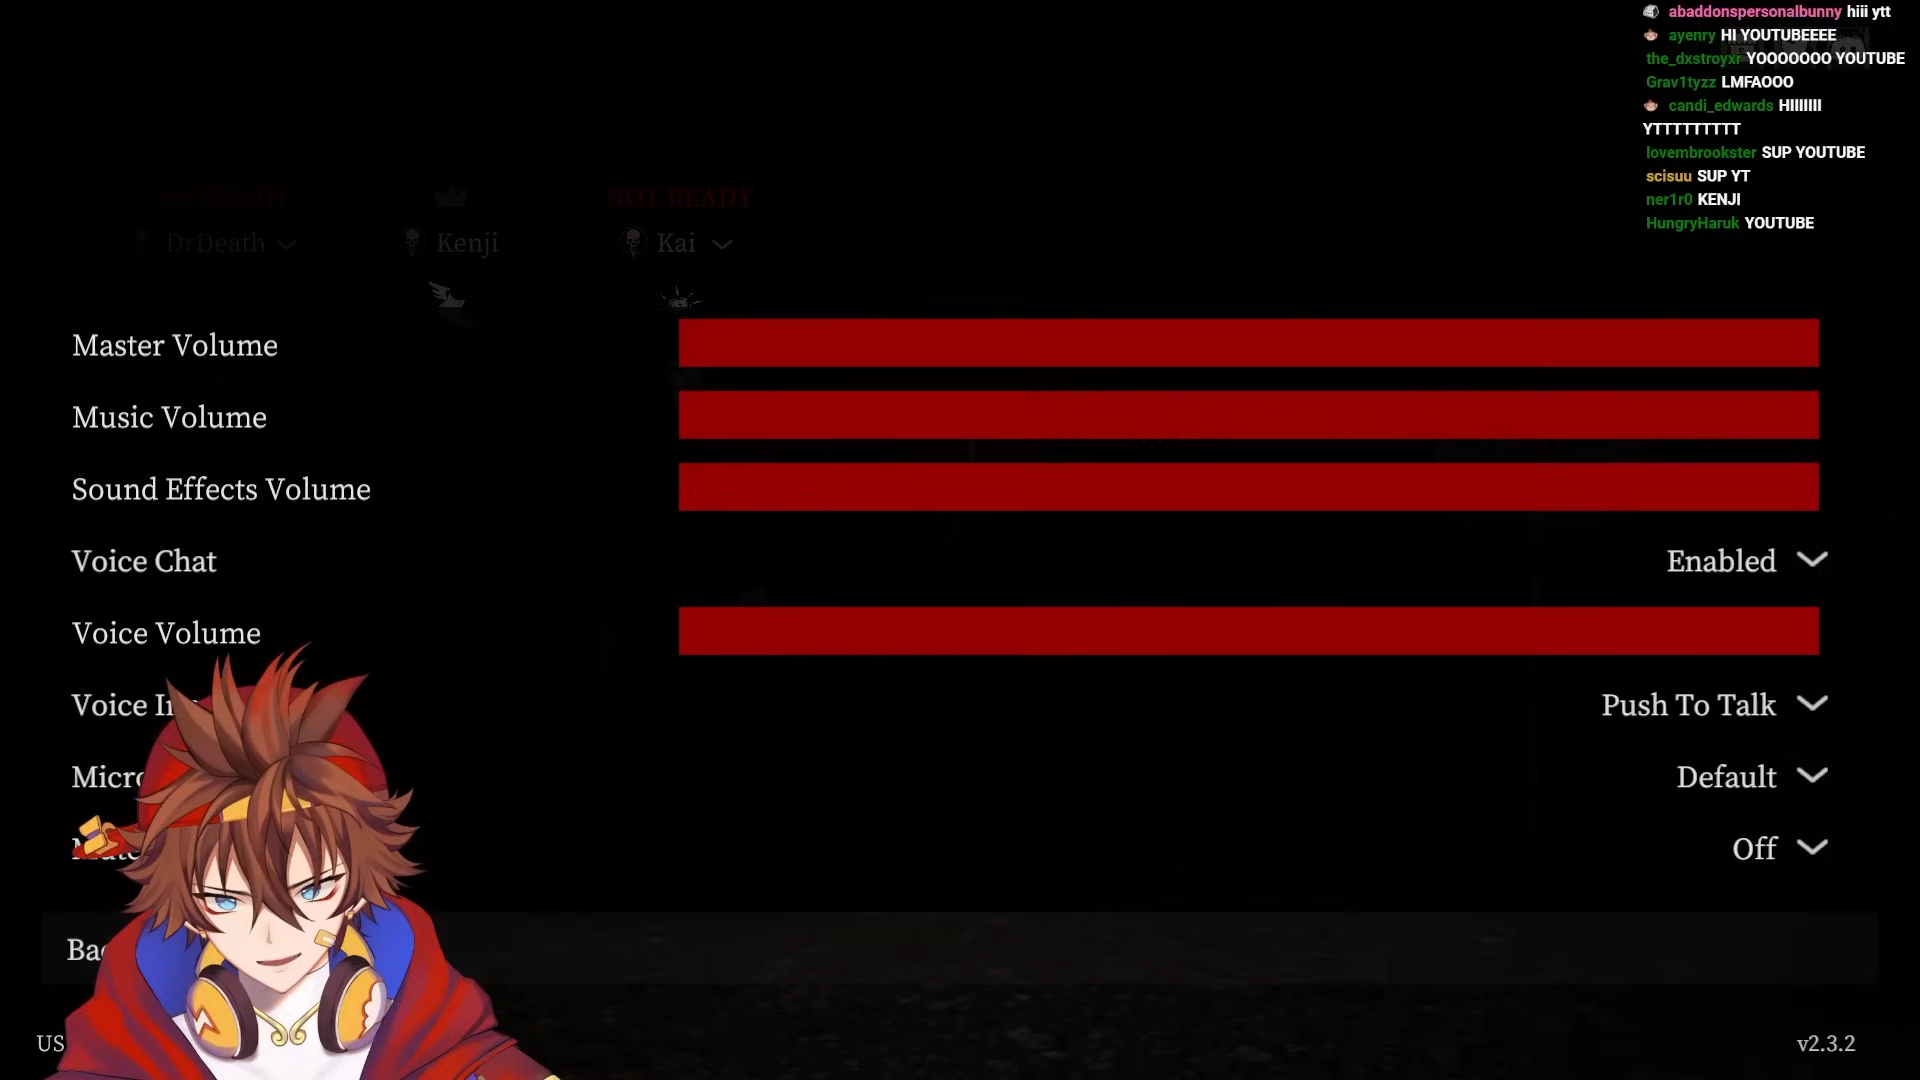 abaddonspersonalbunny hiii ytt
ayenry HI YOUTUBEEEE
the_dxstroyxr YOOOOOOO YOUTUBE
Grav1tyzz LMFAOOO
candi_edwards HIIIIIII
YTTTTTTTTT
lovembrookster SUP YOUTUBE
scisuu SUP YT
ner1r0 KENJI
HungryHaruk YOUTUBE
NOT READY
DrDeath
Kenji
Kai
Master Volume
Music Volume
Sound Effects Volume
Voice Chat Enabled
Voice Volume
Voice Push To Talk
Default
Off
US
v2.3.2